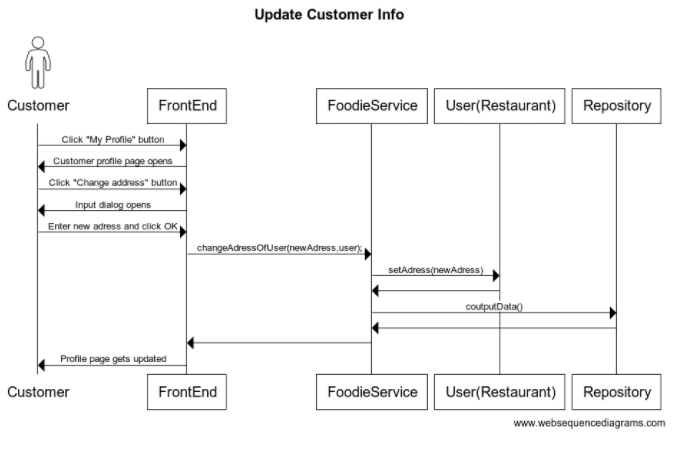 Update Customer Info
Customer
FrontEnd
FoodieService
User(Restaurant)
Repository
Click "My Profile" button
Customer profile page opens
Click "Change address" button
Input dialog opens
Enter new adress and click OK
changeAdressOfUser(newAdress,user);
setAdress(newAdress)
coutputData()
Profile page gets updated
Customer
FrontEnd
FoodieService
User(Restaurant)
Repository
www.websequencediagrams.com